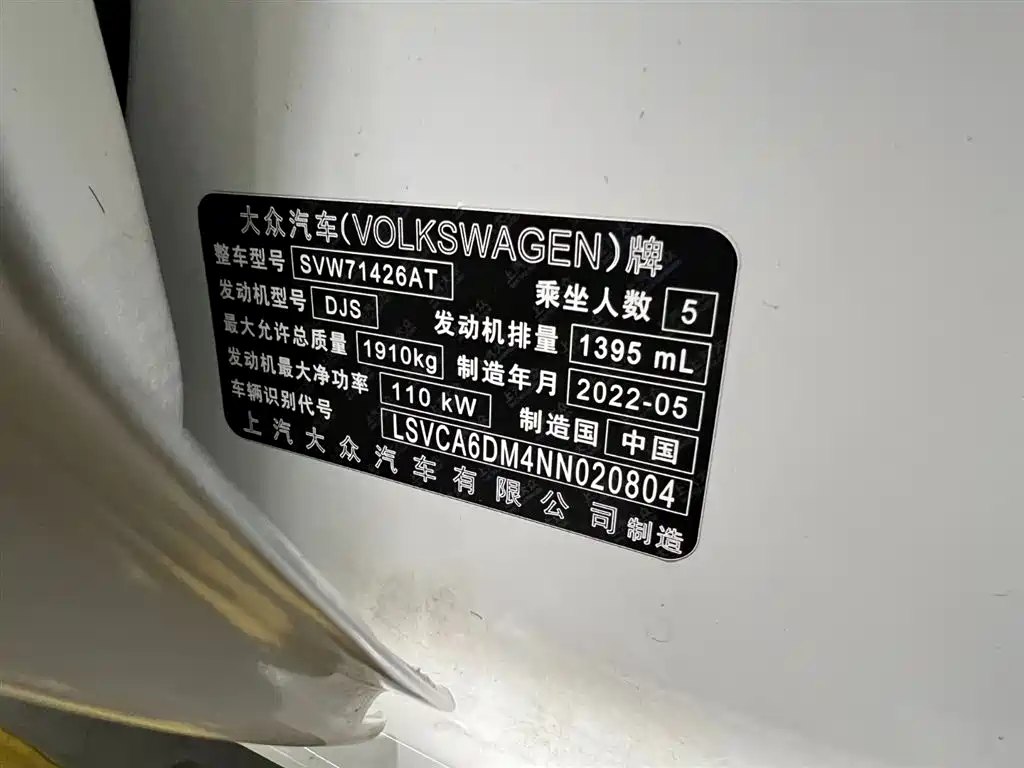 大众汽车(VOLKSWAGEN)牌
整车型号 SVW71426AT 乘坐人数 5
发动机型号 DJS 发动机排量 1395 mL
最大允许总质量 1910kg 制造年月 2022-05
发动机最大净功率 110 kW 制造国 中国
车辆识别代号 LSVCA6DM4NN020804
上汽大众汽车有限公司制造